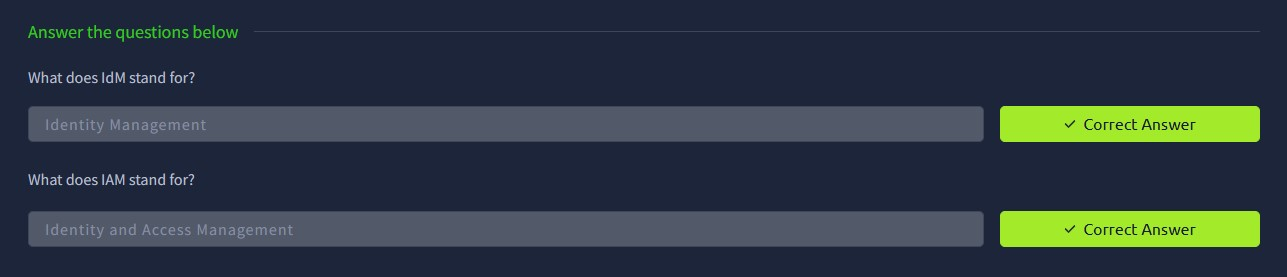 Answer the questions below
What does IdM stand for?
Identity Management
✓ Correct Answer
What does IAM stand for?
Identity and Access Management
✓ Correct Answer